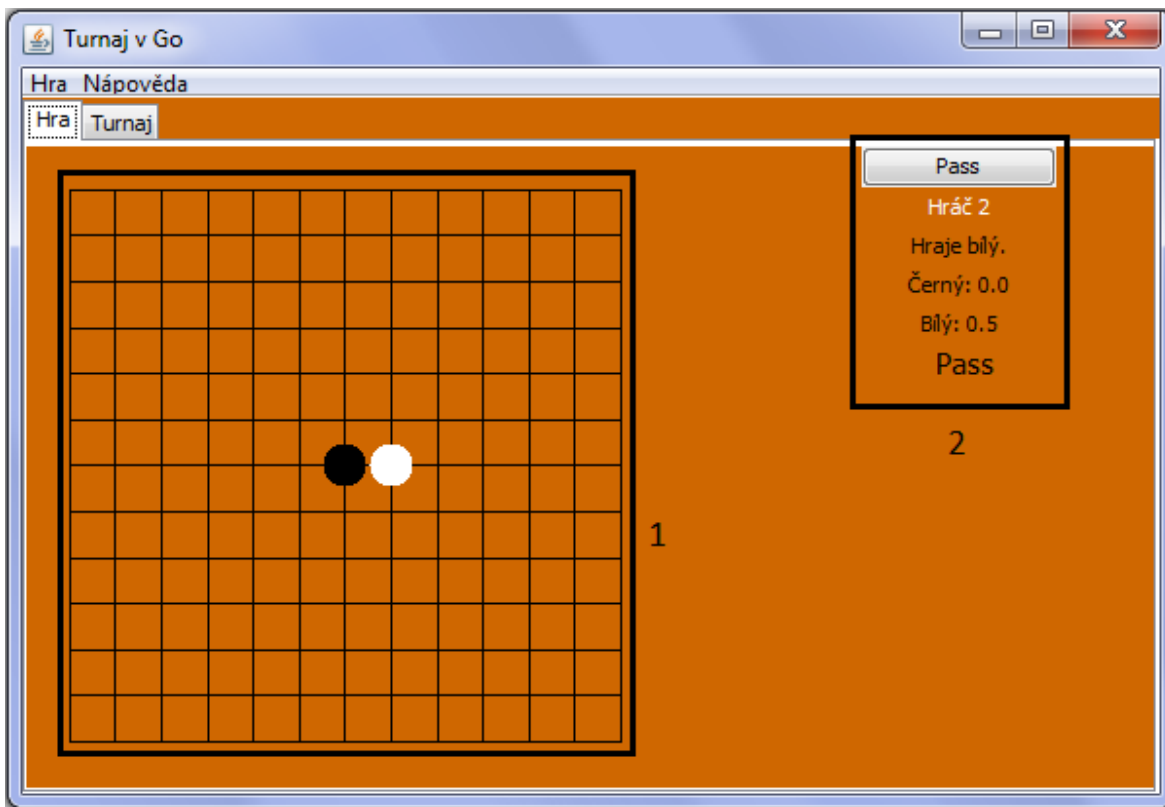 Turnaj v Go
Hra Nápověda
Hra Turnaj
Pass
Hráč 2
Hraje bílý.
Černý: 0.0
Bílý: 0.5
Pass
2
1